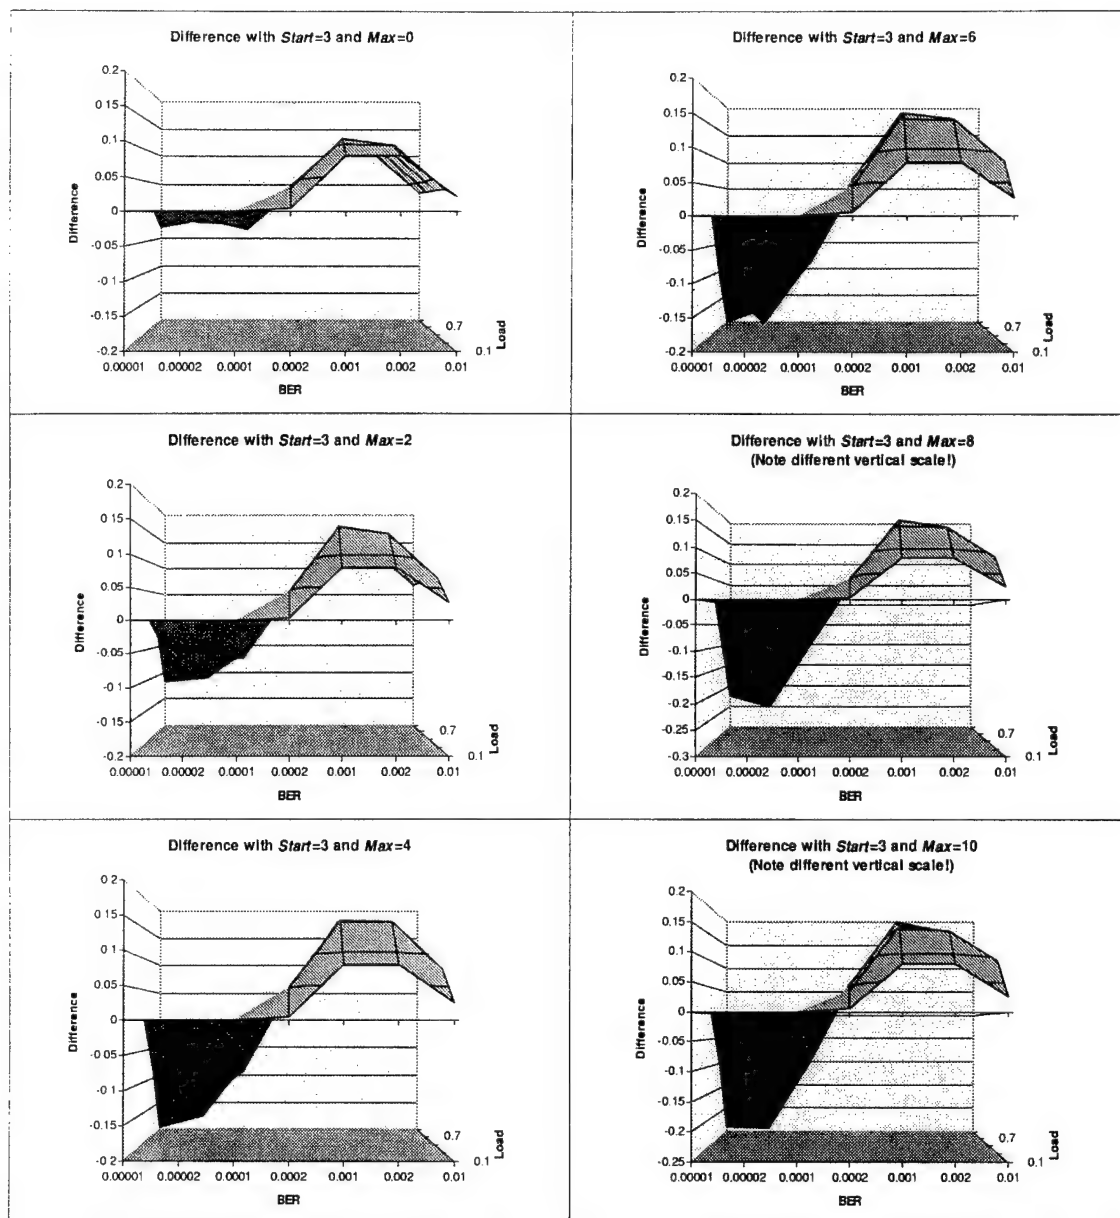 Difference with Start=3 and Max=0
0.2
0.15
0.1
0.05
0
-0.05
-0.1
-0.15
-0.2
Difference
0.00001 0.00002 0.0001 0.0002 0.001 0.002 0.01
BER
0.7
0.1
Load
Difference with Start=3 and Max=6
0.2
0.15
0.1
0.05
0
-0.05
-0.1
-0.15
-0.2
Difference
0.00001 0.00002 0.0001 0.0002 0.001 0.002 0.01
BER
0.7
0.1
Load
Difference with Start=3 and Max=2
0.2
0.15
0.1
0.05
0
-0.05
-0.1
-0.15
-0.2
Difference
0.00001 0.00002 0.0001 0.0002 0.001 0.002 0.01
BER
0.7
0.1
Load
Difference with Start=3 and Max=8
(Note different vertical scale!)
0.2
0.15
0.1
0.05
0
-0.05
-0.1
-0.15
-0.2
-0.25
-0.3
Difference
0.00001 0.00002 0.0001 0.0002 0.001 0.002 0.01
BER
0.7
0.1
Load
Difference with Start=3 and Max=4
0.2
0.15
0.1
0.05
0
-0.05
-0.1
-0.15
-0.2
Difference
0.00001 0.00002 0.0001 0.0002 0.001 0.002 0.01
BER
0.7
0.1
Load
Difference with Start=3 and Max=10
(Note different vertical scale!)
0.2
0.15
0.1
0.05
0
-0.05
-0.1
-0.15
-0.2
-0.25
Difference
0.00001 0.00002 0.0001 0.0002 0.001 0.002 0.01
BER
0.7
0.1
Load